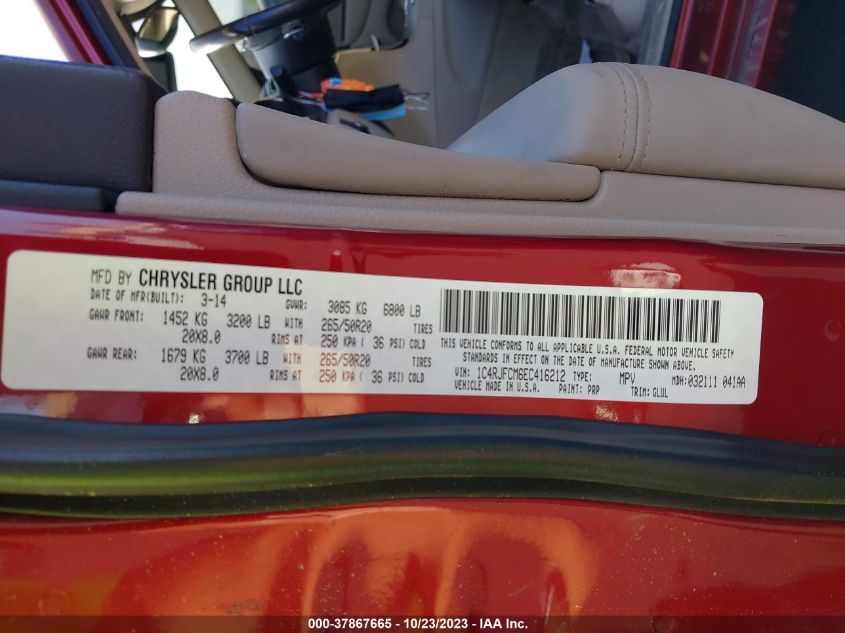 MFD BY CHRYSLER GROUP LLC
DATE OF MFR(BUILT): 3-14 GVWR: 3085 KG 6800 LB
GAWR FRONT: 1452 KG 3200 LB WITH 265/50R20 TIRES
20X8.0 RIMS AT 250 KPA ( 36 PSI) COLD
GAWR REAR: 1679 KG 3700 LB WITH 265/50R20 TIRES
20X8.0 RIMS AT 250 KPA ( 36 PSI) COLD
THIS VEHICLE CONFORMS TO ALL APPLICABLE U.S.A. FEDERAL MOTOR VEHICLE SAFETY
STANDARDS IN EFFECT ON THE DATE OF MANUFACTURE SHOWN ABOVE.
VIN: 1C4RJFCM6EC416212 TYPE: MPV MDH:032111 041AA
VEHICLE MADE IN U.S.A. PAINT: PRP TRIM: GLUL
000-37867665 - 10/23/2023 - IAA Inc.